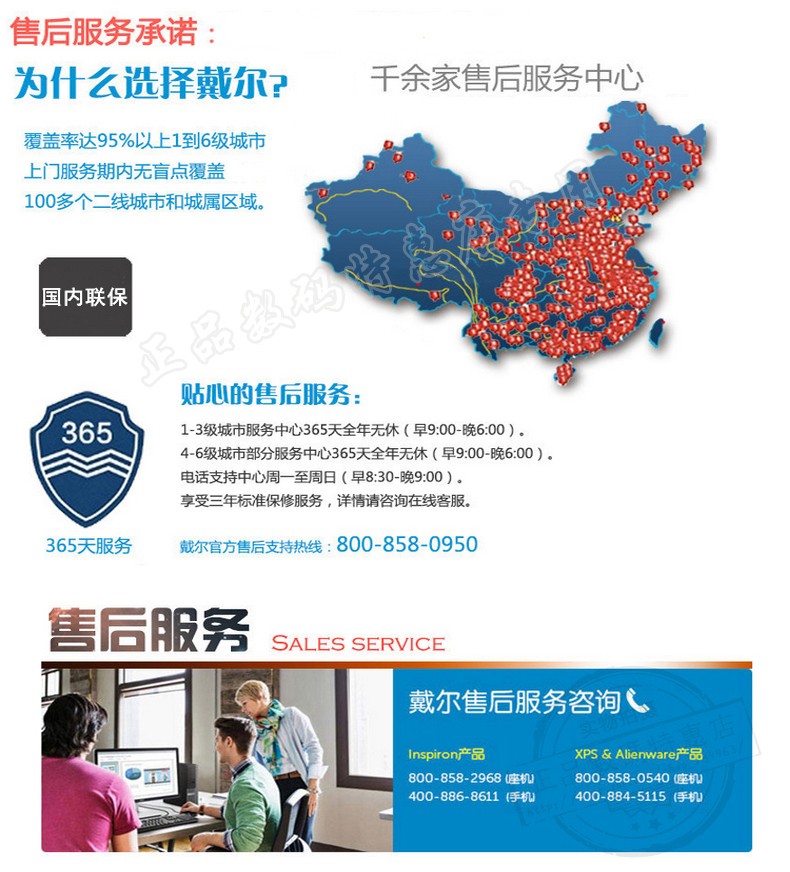 售后服务承诺：
为什么选择戴尔?
千余家售后服务中心
覆盖率达95%以上1到6级城市
上门服务期内无盲点覆盖
100多个二线城市和城属区域。
国内联保
正品数码特惠店专用
贴心的售后服务：
365
1-3级城市服务中心365天全年无休（早9:00-晚6:00）。
4-6级城市部分服务中心365天全年无休（早9:00-晚6:00）。
电话支持中心周一至周日（早8:30-晚9:00）。
享受三年标准保修服务，详情请咨询在线客服。
365天服务
戴尔官方售后支持热线：800-858-0950
售后服务 SALES SERVICE
戴尔售后服务咨询
Inspiron产品
XPS & Alienware产品
800-858-2968 (座机)
800-858-0540 (座机)
400-886-8611 (手机)
400-884-5115 (手机)